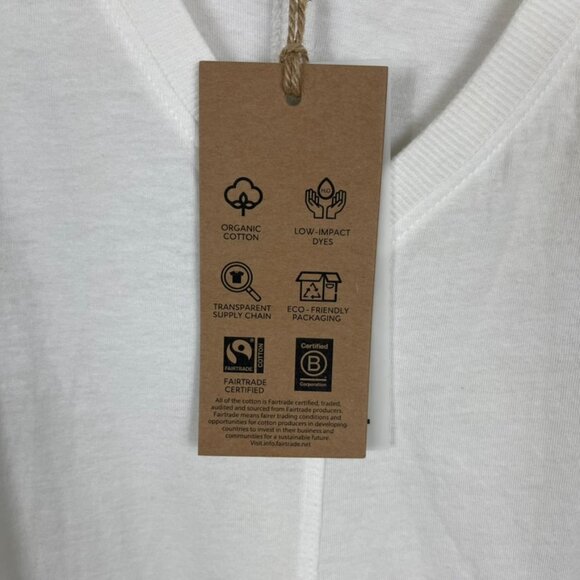 ORGANIC
COTTON
H2O
LOW-IMPACT
DYES
TRANSPARENT
SUPPLY CHAIN
ECO-FRIENDLY
PACKAGING
FAIRTRADE
COTTON
FAIRTRADE
CERTIFIED
Certified
B
Corporation
All of the cotton is Fairtrade certified, traded,
audited and sourced from Fairtrade producers.
Fairtrade means fairer trading conditions and
opportunities for cotton producers in developing
countries to invest in their business and
communities for a sustainable future.
Visit.info.fairtrade.net